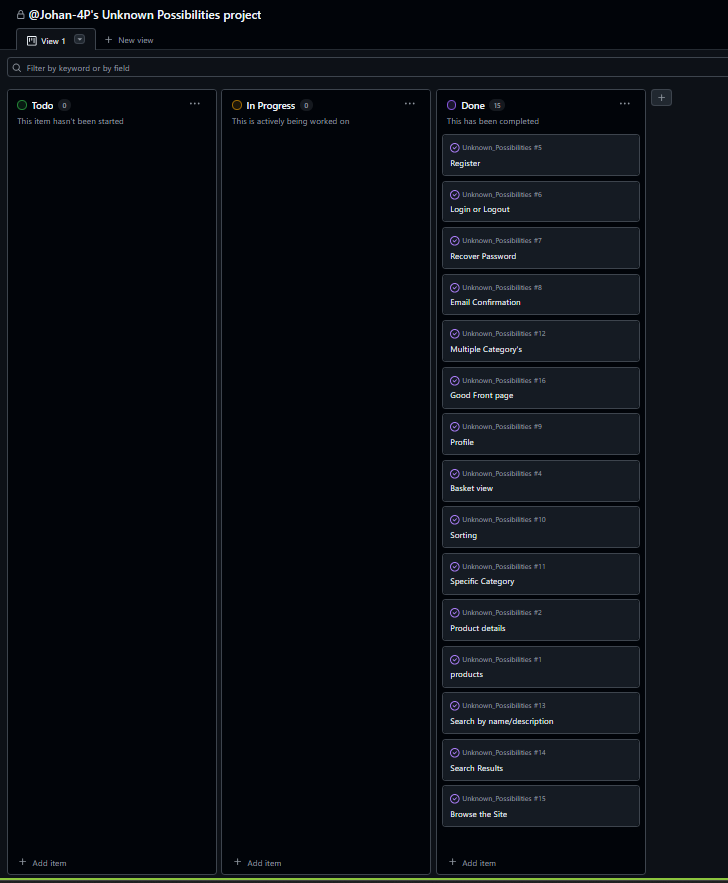 @Johan-4P's Unknown Possibilities project
View 1
New view
Filter by keyword or by field
Todo 0
This item hasn't been started
In Progress 0
This is actively being worked on
Done 15
This has been completed
Unknown_Possibilities #5
Register
Unknown_Possibilities #6
Login or Logout
Unknown_Possibilities #7
Recover Password
Unknown_Possibilities #8
Email Confirmation
Unknown_Possibilities #12
Multiple Category's
Unknown_Possibilities #16
Good Front page
Unknown_Possibilities #9
Profile
Unknown_Possibilities #4
Basket view
Unknown_Possibilities #10
Sorting
Unknown_Possibilities #11
Specific Category
Unknown_Possibilities #2
Product details
Unknown_Possibilities #1
products
Unknown_Possibilities #13
Search by name/description
Unknown_Possibilities #14
Search Results
Unknown_Possibilities #15
Browse the Site
Add item
Add item
Add item